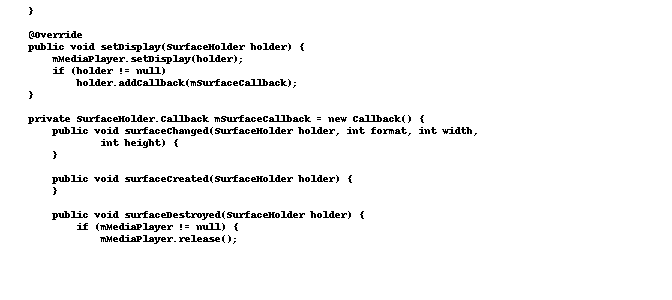 }

@Override
public void setDisplay(SurfaceHolder holder) {
    mMediaPlayer.setDisplay(holder);
    if (holder != null)
        holder.addCallback(mSurfaceCallback);
}

private SurfaceHolder.Callback mSurfaceCallback = new Callback() {
    public void surfaceChanged(SurfaceHolder holder, int format, int width,
            int height) {
    }

    public void surfaceCreated(SurfaceHolder holder) {
    }

    public void surfaceDestroyed(SurfaceHolder holder) {
        if (mMediaPlayer != null) {
            mMediaPlayer.release();